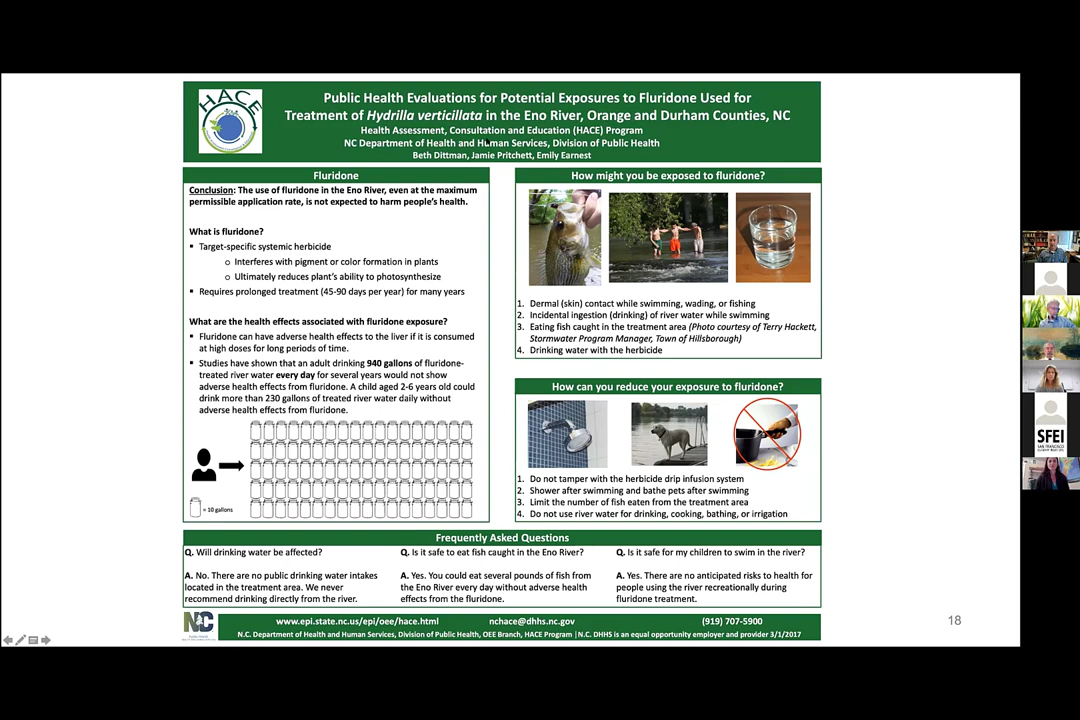 HACE
Public Health Evaluations for Potential Exposures to Fluridone Used for
Treatment of Hydrilla verticillata in the Eno River, Orange and Durham Counties, NC
Health Assessment, Consultation and Education (HACE) Program
NC Department of Health and Human Services, Division of Public Health
Beth Dittman, Jamie Pritchett, Emily Earnest
Fluridone
Conclusion: The use of fluridone in the Eno River, even at the maximum
permissible application rate, is not expected to harm people's health.
What is fluridone?
▪ Target-specific systemic herbicide
o Interferes with pigment or color formation in plants
o Ultimately reduces plant's ability to photosynthesize
▪ Requires prolonged treatment (45-90 days per year) for many years
What are the health effects associated with fluridone exposure?
▪ Fluridone can have adverse health effects to the liver if it is consumed
at high doses for long periods of time.
▪ Studies have shown that an adult drinking 940 gallons of fluridone-
treated river water every day for several years would not show
adverse health effects from fluridone. A child aged 2-6 years old could
drink more than 230 gallons of treated river water daily without
adverse health effects from fluridone.
= 10 gallons
How might you be exposed to fluridone?
1. Dermal (skin) contact while swimming, wading, or fishing
2. Incidental ingestion (drinking) of river water while swimming
3. Eating fish caught in the treatment area (Photo courtesy of Terry Hackett,
Stormwater Program Manager, Town of Hillsborough)
4. Drinking water with the herbicide
How can you reduce your exposure to fluridone?
1. Do not tamper with the herbicide drip infusion system
2. Shower after swimming and bathe pets after swimming
3. Limit the number of fish eaten from the treatment area
4. Do not use river water for drinking, cooking, bathing, or irrigation
Frequently Asked Questions
Q. Will drinking water be affected?
A. No. There are no public drinking water intakes
located in the treatment area. We never
recommend drinking directly from the river.
Q. Is it safe to eat fish caught in the Eno River?
A. Yes. You could eat several pounds of fish from
the Eno River every day without adverse health
effects from the fluridone.
Q. Is it safe for my children to swim in the river?
A. Yes. There are no anticipated risks to health for
people using the river recreationally during
fluridone treatment.
NC
www.epi.state.nc.us/epi/oee/hace.html nchace@dhhs.nc.gov (919) 707-5900
N.C. Department of Health and Human Services, Division of Public Health, OEE Branch, HACE Program | N.C. DHHS is an equal opportunity employer and provider 3/1/2017
18
SFEI